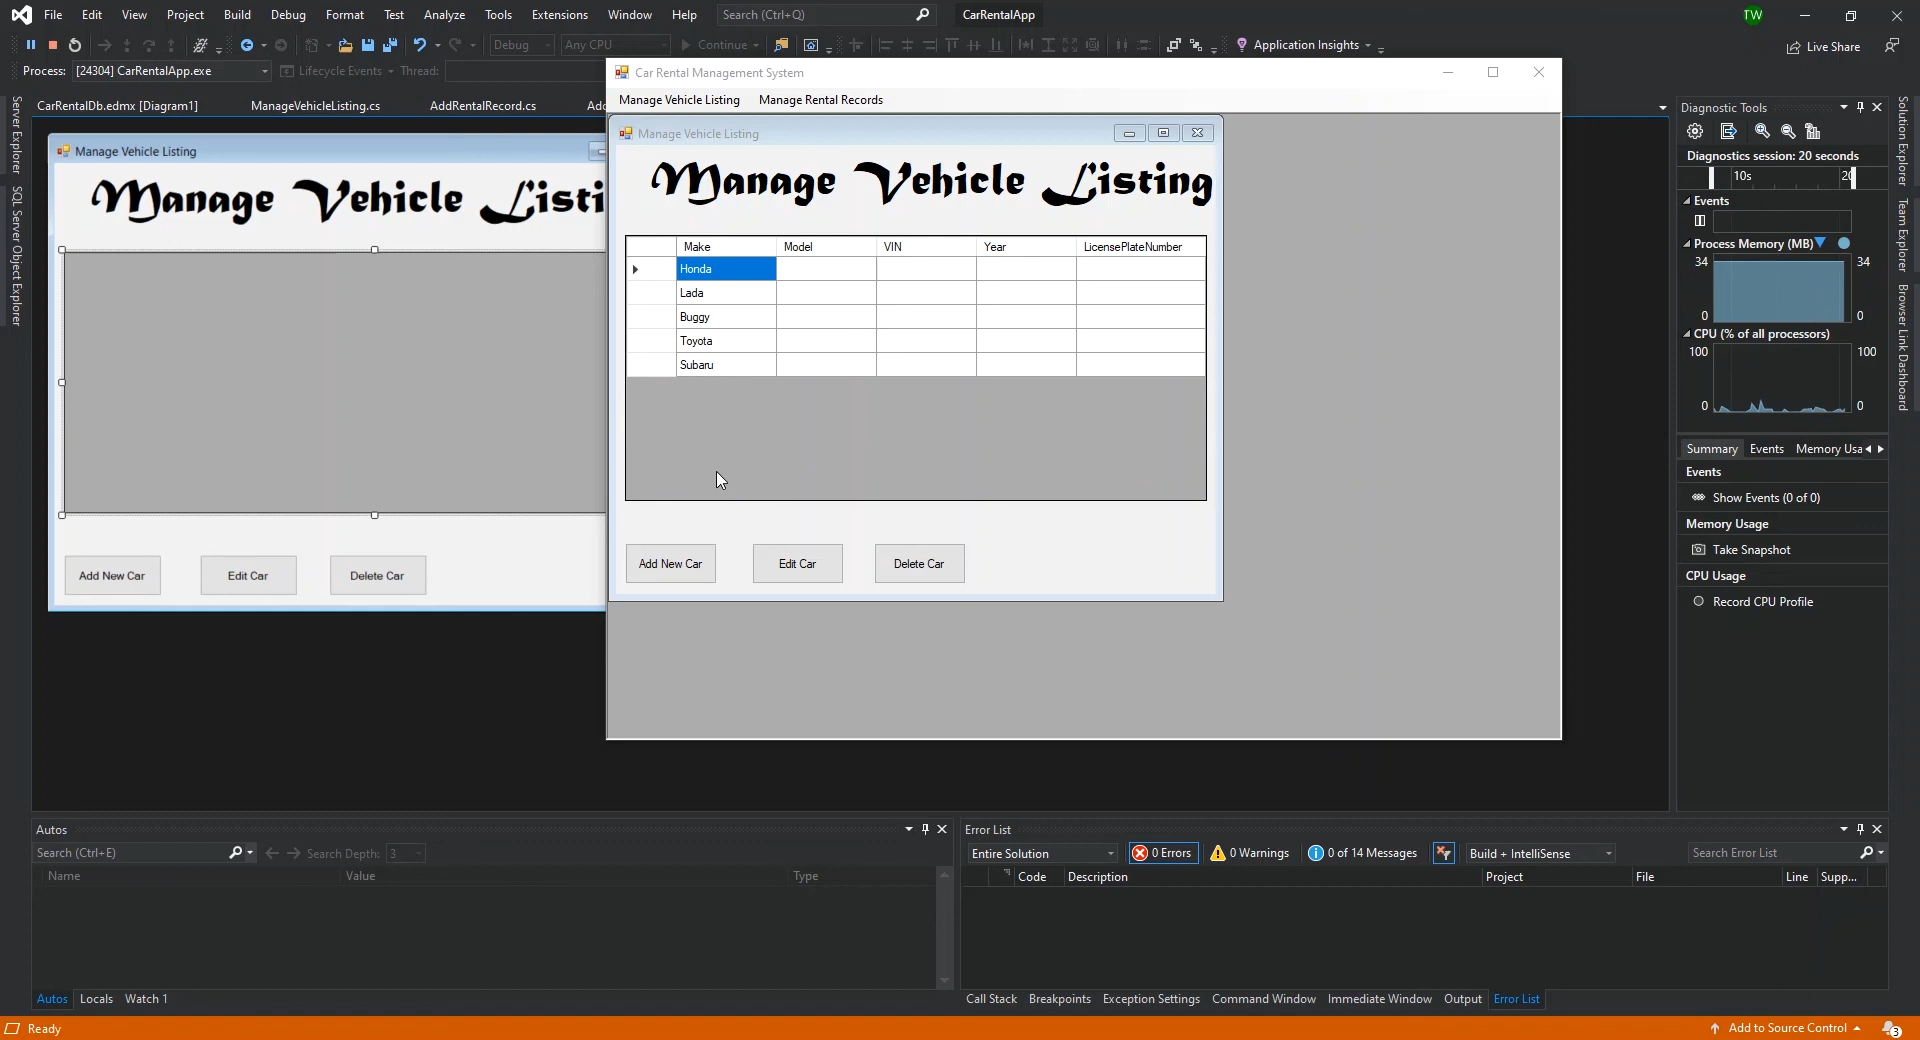 File Edit View Project Build Debug Format Test Analyze Tools Extensions Window Help Search (Ctrl+Q) CarRentalApp TW
Debug Any CPU Continue Application Insights Live Share
Process: [24304] CarRentalApp.exe Lifecycle Events Thread:
CarRentalDb.edmx [Diagram1] ManageVehicleListing.cs AddRentalRecord.cs
Server Explorer
SQL Server Object Explorer
Manage Vehicle Listing
Manage Vehicle Listi
Add New Car Edit Car Delete Car
Car Rental Management System
Manage Vehicle Listing Manage Rental Records
Manage Vehicle Listing
Manage Vehicle Listing
Make Model VIN Year LicensePlateNumber
Honda
Lada
Buggy
Toyota
Subaru
Add New Car Edit Car Delete Car
Diagnostic Tools
Diagnostics session: 20 seconds
10s
Events
Process Memory (MB)
34 34
0 0
CPU (% of all processors)
100 100
0 0
Summary Events Memory Usa
Events
Show Events (0 of 0)
Memory Usage
Take Snapshot
CPU Usage
Record CPU Profile
Solution Explorer
Team Explorer
Browser Link Dashboard
Autos
Search (Ctrl+E) Search Depth: 3
Name Value Type
Autos Locals Watch 1
Error List
Entire Solution 0 Errors 0 Warnings 0 of 14 Messages Build + IntelliSense Search Error List
Code Description Project File Line Supp...
Call Stack Breakpoints Exception Settings Command Window Immediate Window Output Error List
Ready Add to Source Control 3